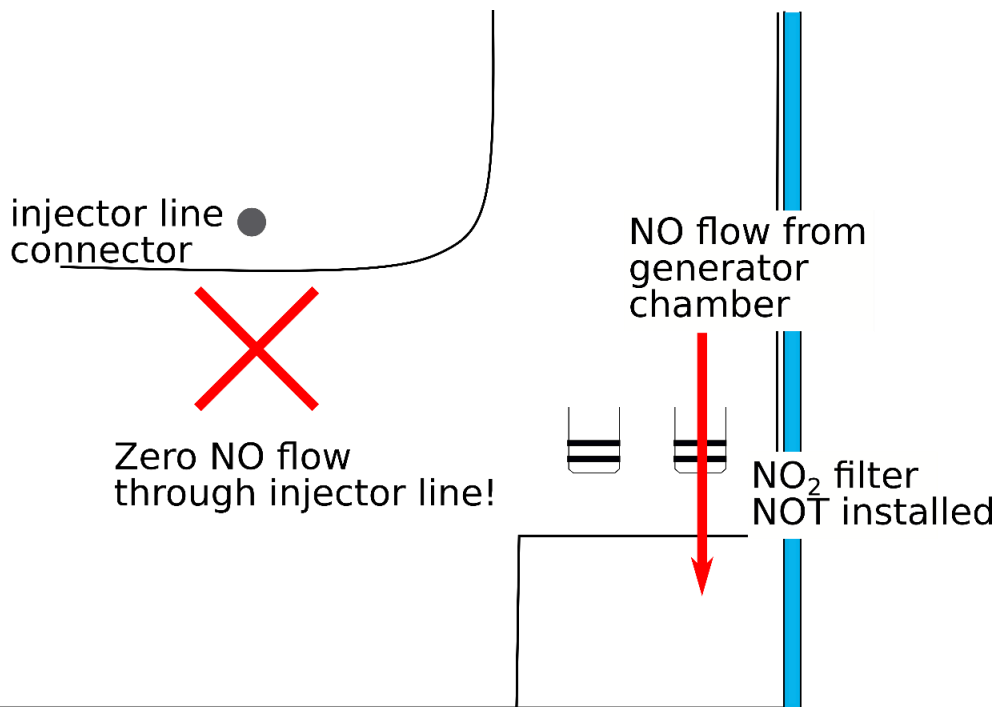 injector line
connector
NO flow from
generator
chamber
Zero NO flow
through injector line!
NO₂ filter
NOT installed